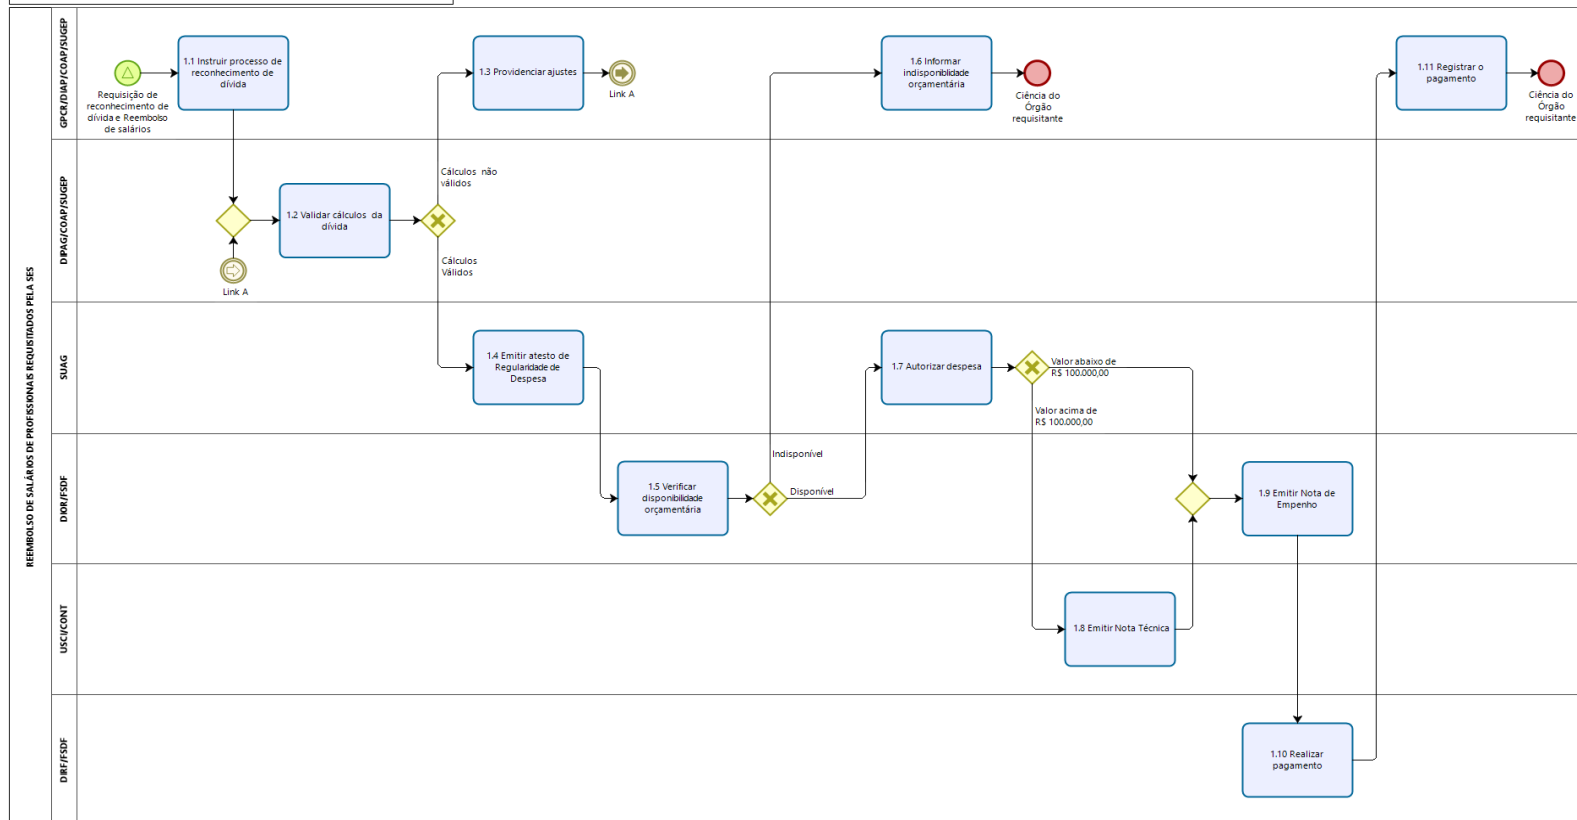 REEMBOLSO DE SALÁRIOS DE PROFISSIONAIS REQUISITADOS PELA SES
GPCR/DIAP/COAP/SUGEP
Requisição de
reconhecimento de
dívida e Reembolso
de salários
1.1 Instruir processo de
reconhecimento de
dívida
1.3 Providenciar ajustes
Link A
1.6 Informar
indisponiblidade
orçamentária
Ciência do
Órgão
requisitante
1.11 Registrar o
pagamento
Ciência do
Órgão
requisitante
DIPAG/COAP/SUGEP
Link A
1.2 Validar cálculos da
dívida
Cálculos não
válidos
Cálculos
Válidos
SUAG
1.4 Emitir atesto de
Regularidade de
Despesa
1.7 Autorizar despesa
Valor abaixo de
R$ 100.000,00
Valor acima de
R$ 100.000,00
DIOR/FSDF
1.5 Verificar
disponibilidade
orçamentária
Indisponível
Disponível
1.9 Emitir Nota de
Empenho
USCI/CONT
1.8 Emitir Nota Técnica
DIRF/FSDF
1.10 Realizar
pagamento